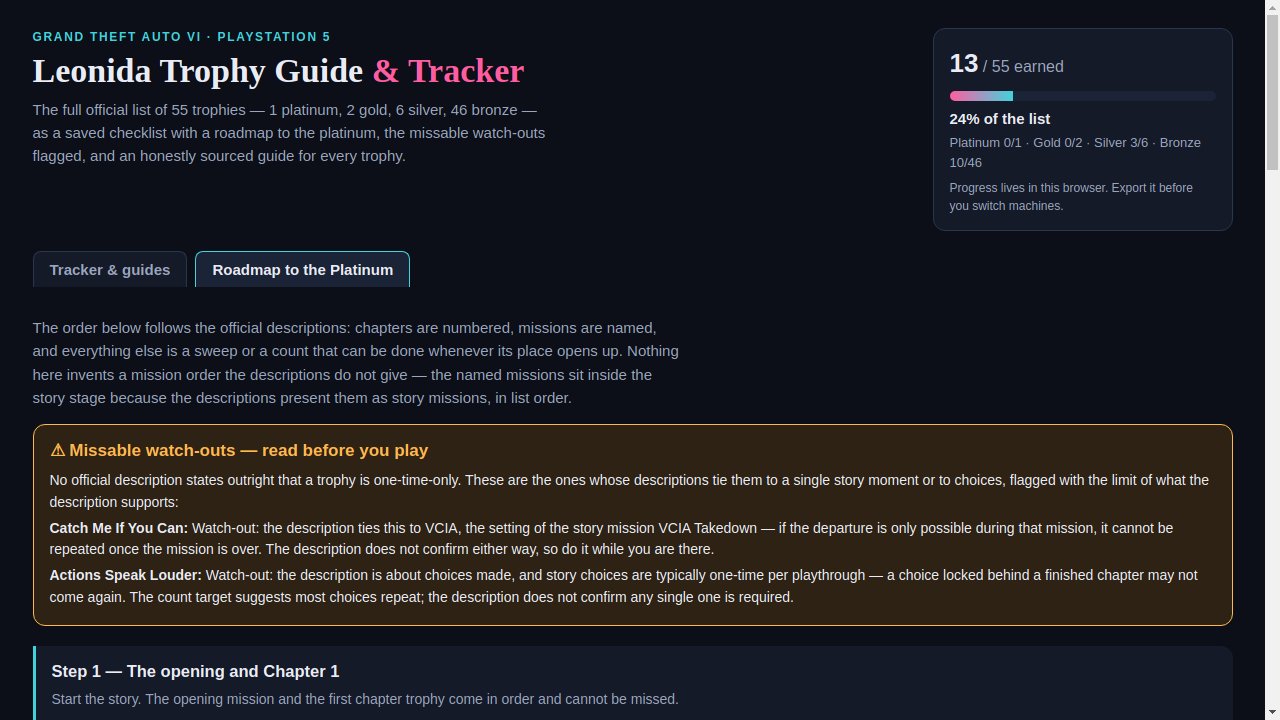 GRAND THEFT AUTO VI · PLAYSTATION 5
Leonida Trophy Guide & Tracker
The full official list of 55 trophies — 1 platinum, 2 gold, 6 silver, 46 bronze —
as a saved checklist with a roadmap to the platinum, the missable watch-outs
flagged, and an honestly sourced guide for every trophy.
13 / 55 earned
24% of the list
Platinum 0/1 · Gold 0/2 · Silver 3/6 · Bronze
10/46
Progress lives in this browser. Export it before
you switch machines.
Tracker & guides
Roadmap to the Platinum
The order below follows the official descriptions: chapters are numbered, missions are named,
and everything else is a sweep or a count that can be done whenever its place opens up. Nothing
here invents a mission order the descriptions do not give — the named missions sit inside the
story stage because the descriptions present them as story missions, in list order.
⚠ Missable watch-outs — read before you play
No official description states outright that a trophy is one-time-only. These are the ones whose descriptions tie them to a single story moment or to choices, flagged with the limit of what the
description supports:
Catch Me If You Can: Watch-out: the description ties this to VCIA, the setting of the story mission VCIA Takedown — if the departure is only possible during that mission, it cannot be
repeated once the mission is over. The description does not confirm either way, so do it while you are there.
Actions Speak Louder: Watch-out: the description is about choices made, and story choices are typically one-time per playthrough — a choice locked behind a finished chapter may not
come again. The count target suggests most choices repeat; the description does not confirm any single one is required.
Step 1 — The opening and Chapter 1
Start the story. The opening mission and the first chapter trophy come in order and cannot be missed.